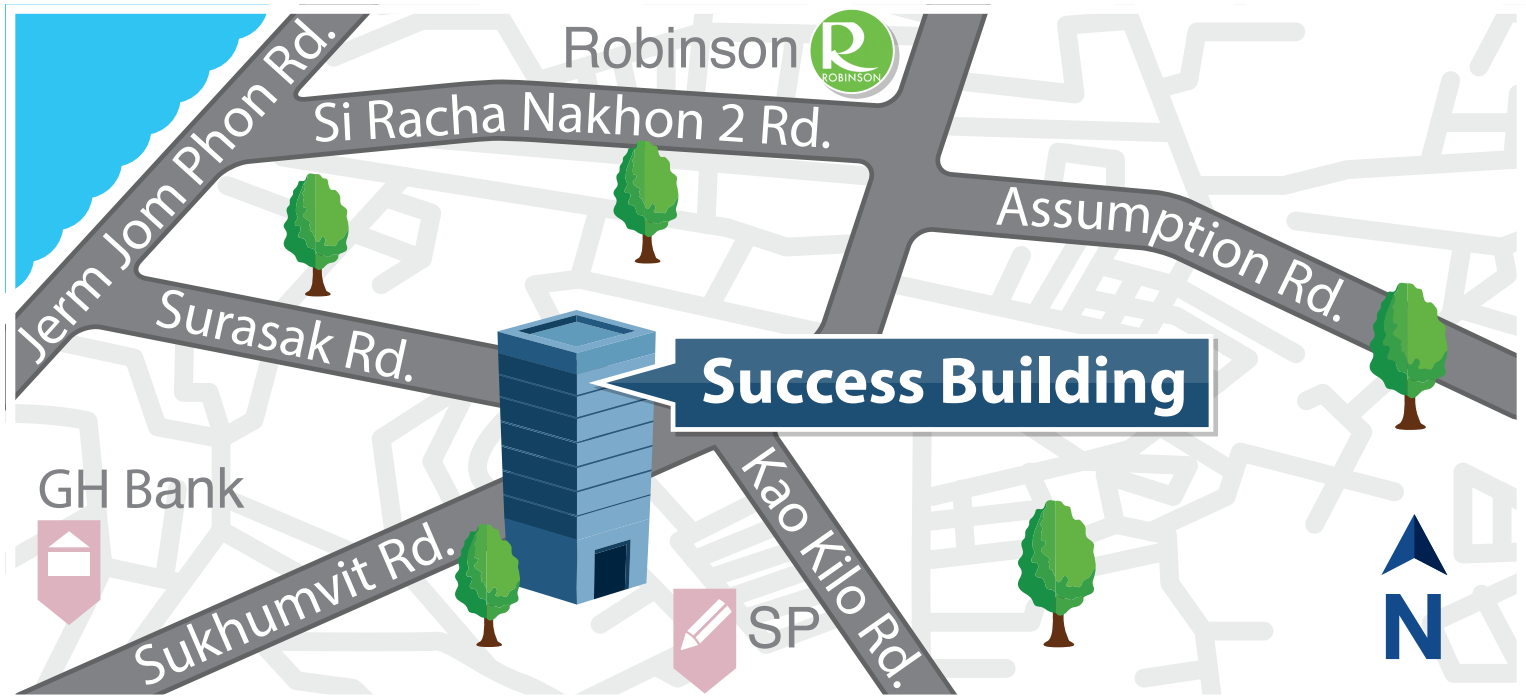 Robinson
R
ROBINSON
Jerm Jom Phon Rd.
Si Racha Nakhon 2 Rd.
Assumption Rd.
Surasak Rd.
Success Building
GH Bank
Kao Kilo Rd.
Sukhumvit Rd.
SP
N